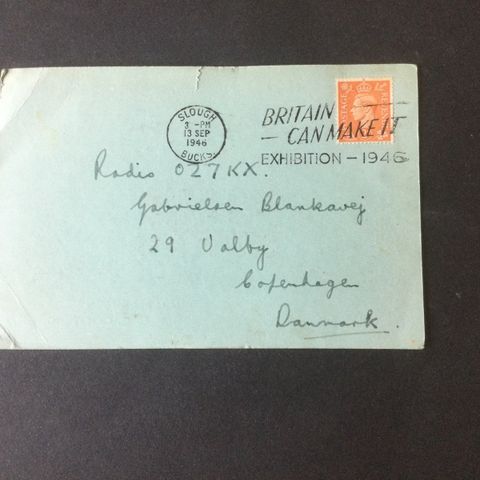 SLOUGH
3 - PM
13 SEP
1946
BUCKS.
BRITAIN
CAN MAKE IT
EXHIBITION - 1946
POSTAGE
Radio OZ7KX.
Gabrielsen Blankavej
29 Valby
Copenhagen
Danmark.